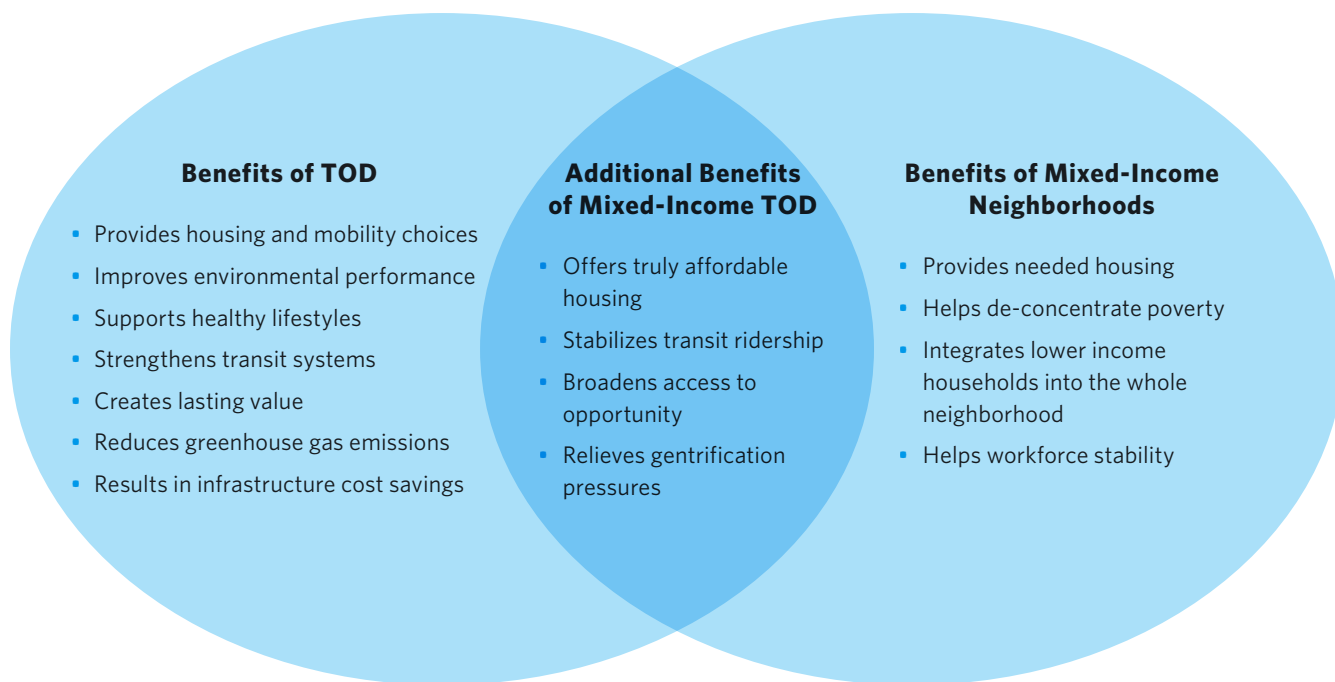 Benefits of TOD
▪ Provides housing and mobility choices
▪ Improves environmental performance
▪ Supports healthy lifestyles
▪ Strengthens transit systems
▪ Creates lasting value
▪ Reduces greenhouse gas emissions
▪ Results in infrastructure cost savings
Additional Benefits
of Mixed-Income TOD
▪ Offers truly affordable
housing
▪ Stabilizes transit ridership
▪ Broadens access to
opportunity
▪ Relieves gentrification
pressures
Benefits of Mixed-Income
Neighborhoods
▪ Provides needed housing
▪ Helps de-concentrate poverty
▪ Integrates lower income
households into the whole
neighborhood
▪ Helps workforce stability